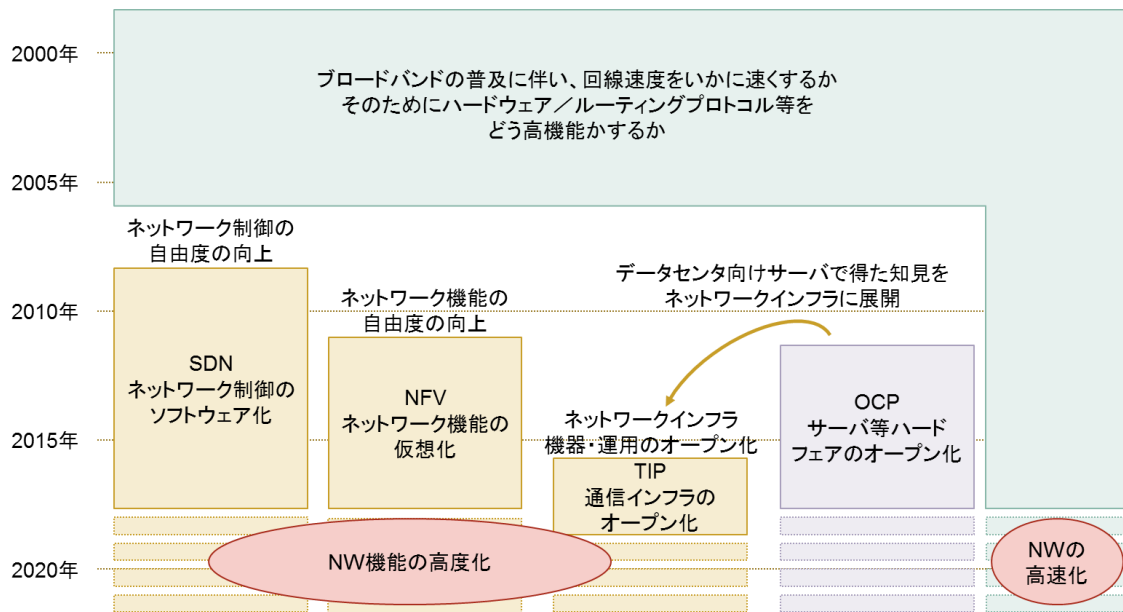 2000年
ブロードバンドの普及に伴い、回線速度をいかに速くするか
そのためにハードウェア／ルーティングプロトコル等を
どう高機能かするか
2005年
ネットワーク制御の
自由度の向上
データセンタ向けサーバで得た知見を
ネットワークインフラに展開
2010年
ネットワーク機能の
自由度の向上
SDN
ネットワーク制御の
ソフトウェア化
NFV
ネットワーク機能の
仮想化
OCP
サーバ等ハード
フェアのオープン化
2015年
ネットワークインフラ
機器・運用のオープン化
TIP
通信インフラの
オープン化
2020年
NW機能の高度化
NWの
高速化